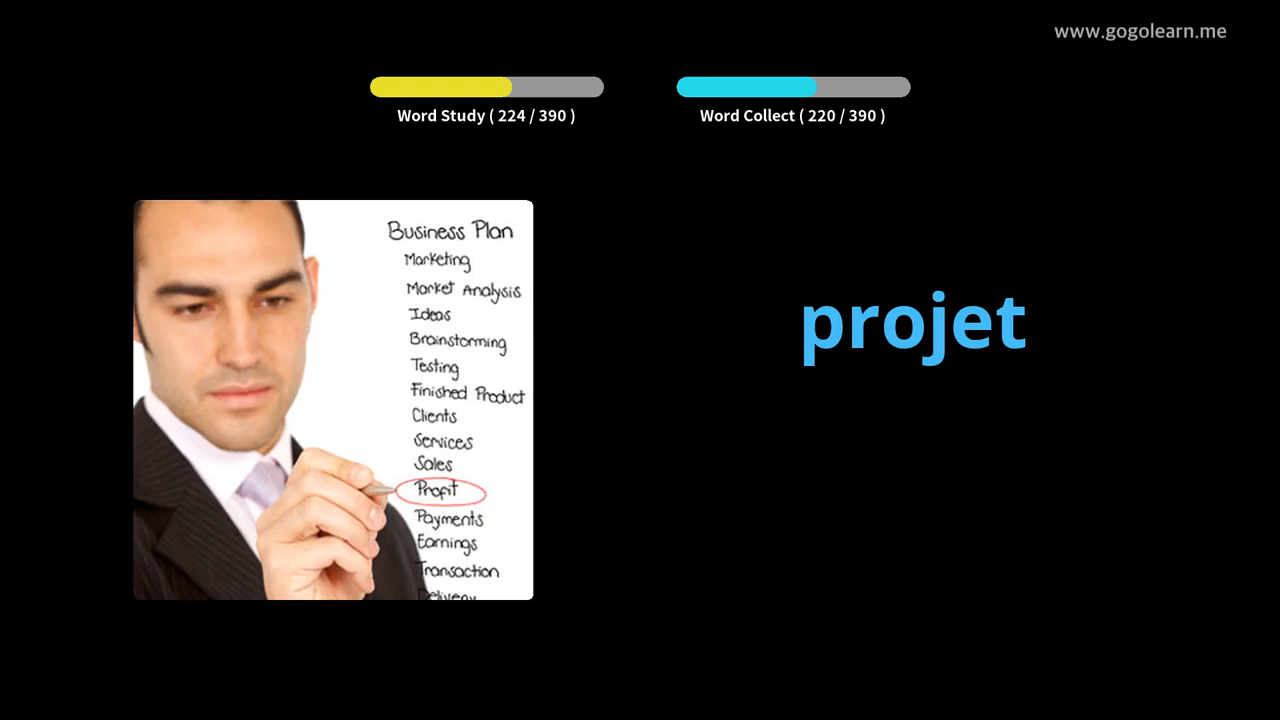 www.gogolearn.me
Word Study ( 224 / 390 )
Word Collect ( 220 / 390 )
Business Plan
Marketing
Market Analysis
Ideas
Brainstorming
Testing
Finished Product
Clients
Services
Sales
Profit
Payments
Earnings
Transaction
Delivery
projet